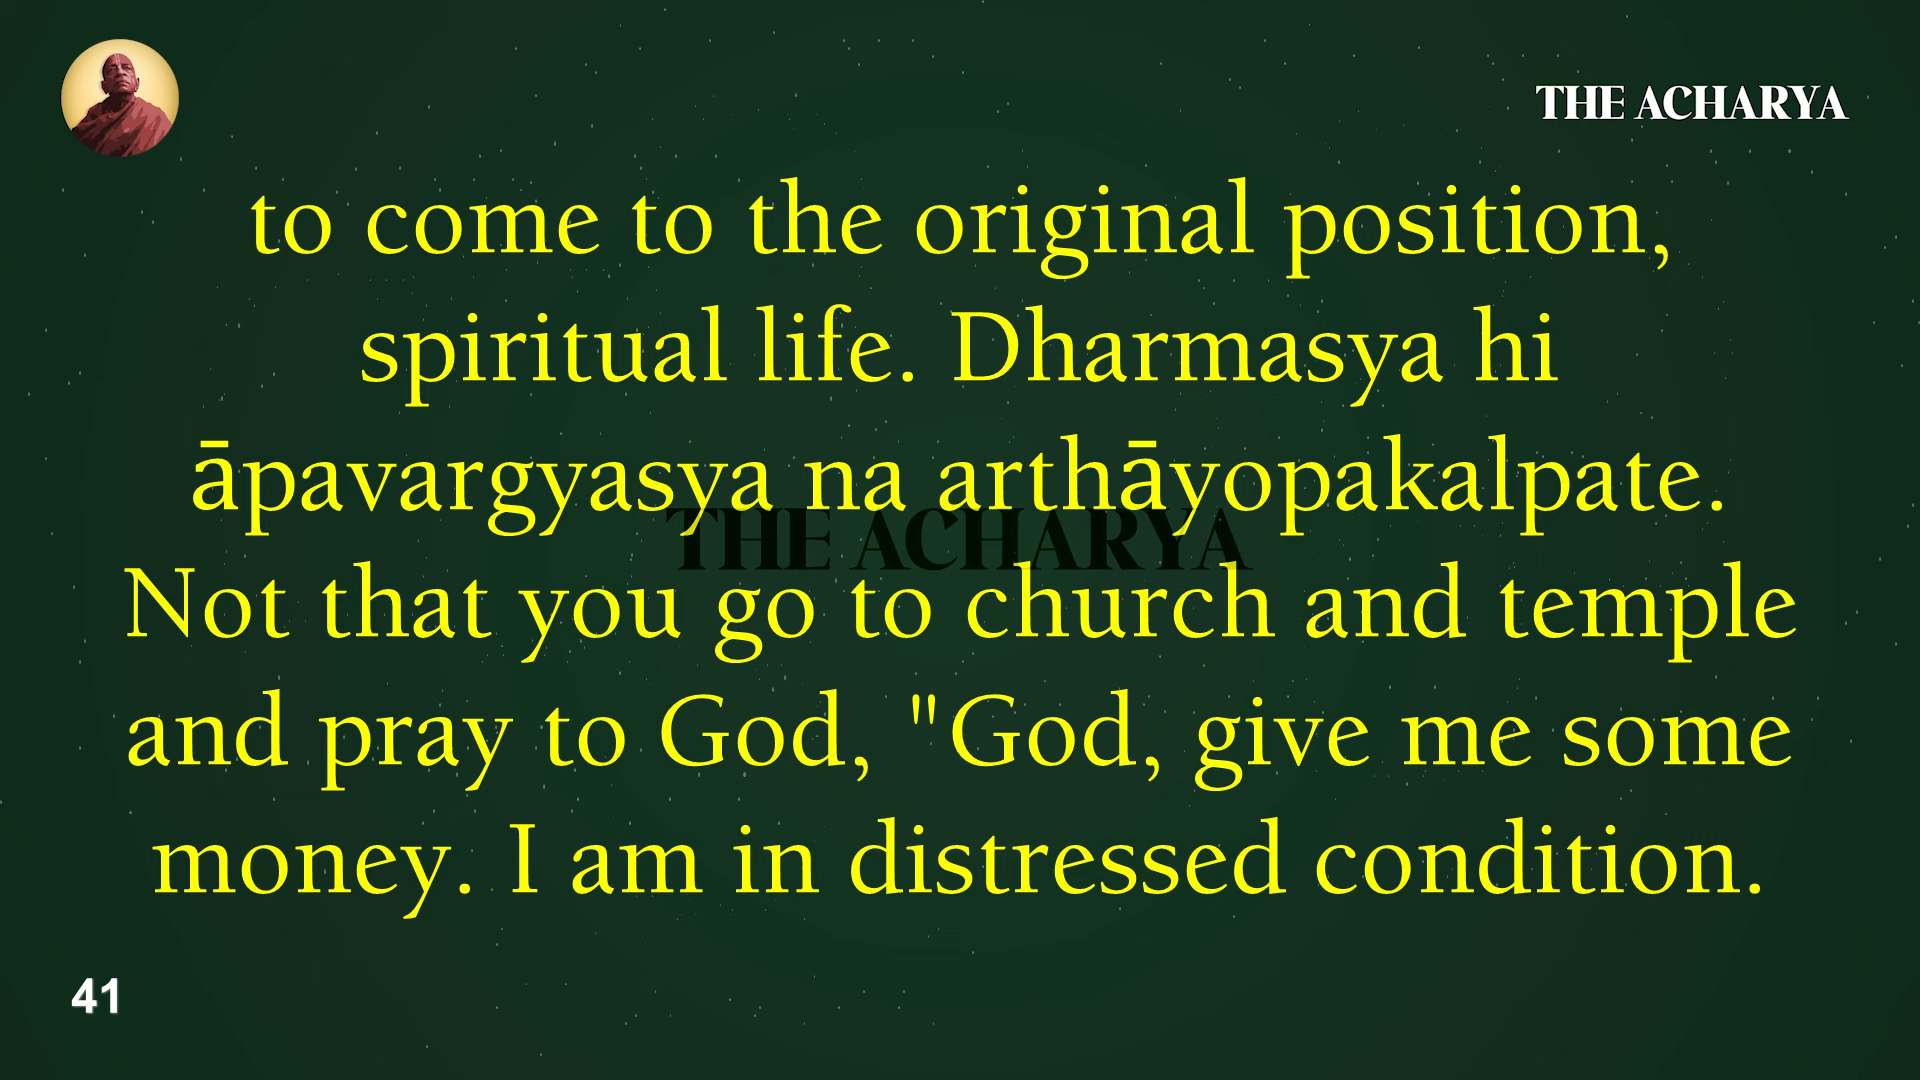 THE ACHARYA
to come to the original position,
spiritual life. Dharmasya hi
āpavargyasya na arthāyopakalpate.
THE ACHARYA
Not that you go to church and temple
and pray to God, "God, give me some
money. I am in distressed condition.
41